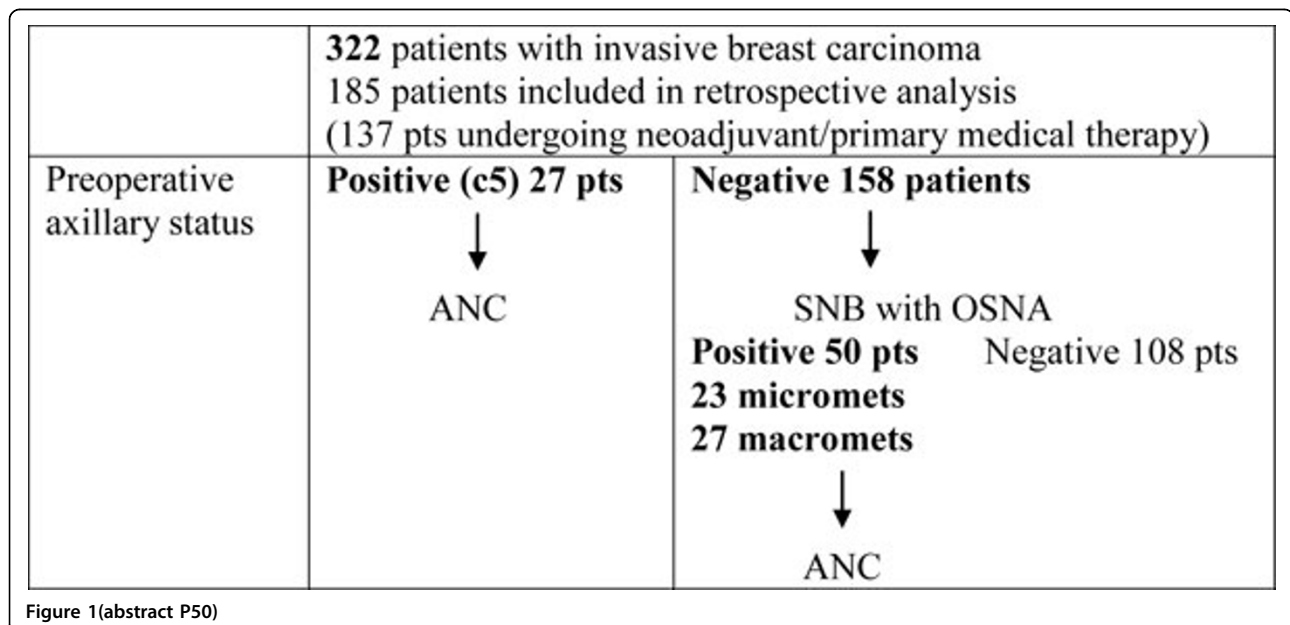 322 patients with invasive breast carcinoma
185 patients included in retrospective analysis
(137 pts undergoing neoadjuvant/primary medical therapy)
Preoperative
axillary status
Positive (c5) 27 pts
ANC
Negative 158 patients
SNB with OSNA
Positive 50 pts Negative 108 pts
23 micromets
27 macromets
ANC
Figure 1(abstract P50)